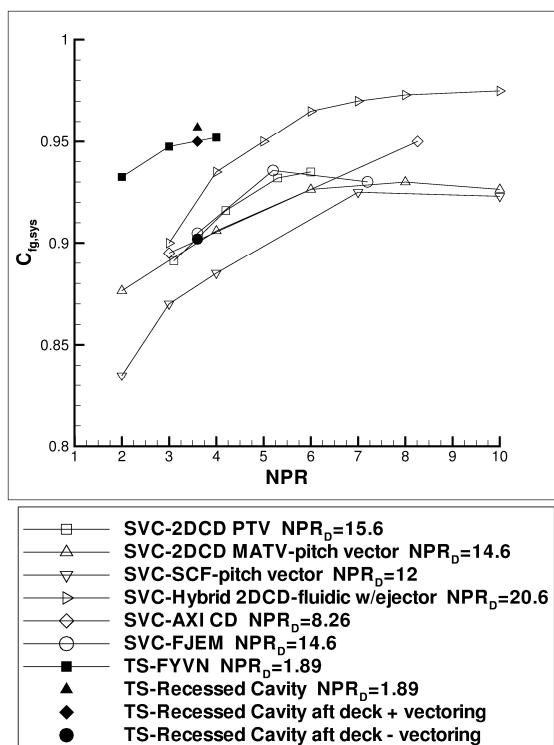 1
0.95
0.9
0.85
0.8
C_fg,sys
1 2 3 4 5 6 7 8 9 10
NPR
SVC-2DCD PTV NPR_D=15.6
SVC-2DCD MATV-pitch vector NPR_D=14.6
SVC-SCF-pitch vector NPR_D=12
SVC-Hybrid 2DCD-fluidic w/ejector NPR_D=20.6
SVC-AXI CD NPR_D=8.26
SVC-FJEM NPR_D=14.6
TS-FYVN NPR_D=1.89
TS-Recessed Cavity NPR_D=1.89
TS-Recessed Cavity aft deck + vectoring
TS-Recessed Cavity aft deck - vectoring